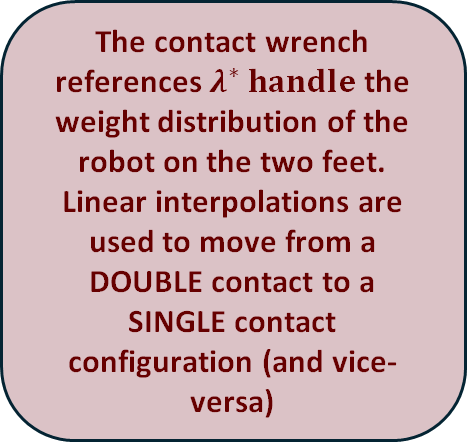 The contact wrench
references λ* handle the
weight distribution of the
robot on the two feet.
Linear interpolations are
used to move from a
DOUBLE contact to a
SINGLE contact
configuration (and vice-
versa)